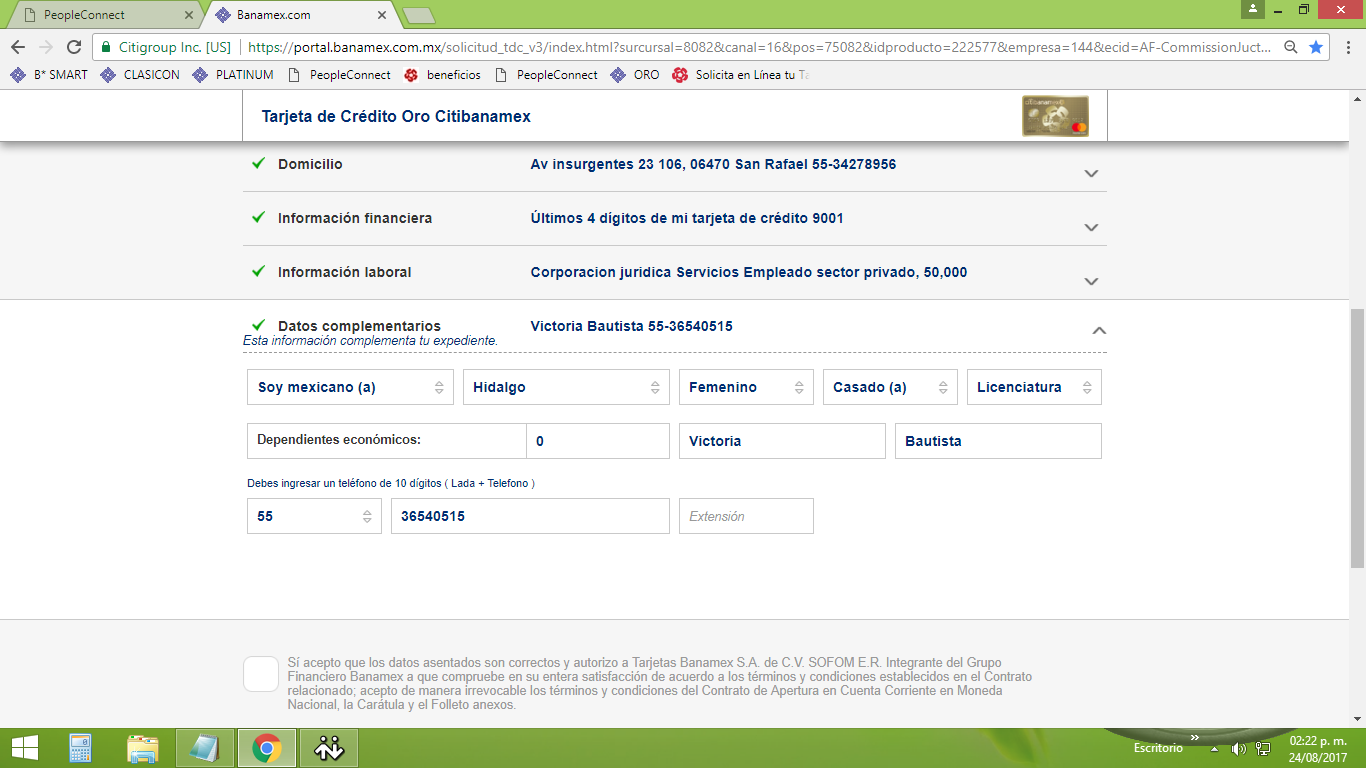 PeopleConnect
Banamex.com
Citigroup Inc. [US]
https://portal.banamex.com.mx/solicitud_tdc_v3/index.html?sursursal=8082&canal=16&pos=75082&idproducto=222577&empresa=144&ecid=AF-CommissionJuct...
B* SMART
CLASICON
PLATINUM
PeopleConnect
beneficios
PeopleConnect
ORO
Solicita en Línea tu Ta
Tarjeta de Crédito Oro Citibanamex
Domicilio
Av insurgentes 23 106, 06470 San Rafael 55-34278956
Información financiera
Últimos 4 dígitos de mi tarjeta de crédito 9001
Información laboral
Corporacion juridica Servicios Empleado sector privado, 50,000
Datos complementarios
Victoria Bautista 55-36540515
Esta información complementa tu expediente.
Soy mexicano (a)
Hidalgo
Femenino
Casado (a)
Licenciatura
Dependientes económicos:
0
Victoria
Bautista
Debes ingresar un teléfono de 10 dígitos ( Lada + Telefono )
55
36540515
Extensión
Sí acepto que los datos asentados son correctos y autorizo a Tarjetas Banamex S.A. de C.V. SOFOM E.R. Integrante del Grupo
Financiero Banamex a que compruebe en su entera satisfacción de acuerdo a los términos y condiciones establecidos en el Contrato
relacionado; acepto de manera irrevocable los términos y condiciones del Contrato de Apertura en Cuenta Corriente en Moneda
Nacional, la Carátula y el Folleto anexos.
Escritorio
02:22 p. m.
24/08/2017